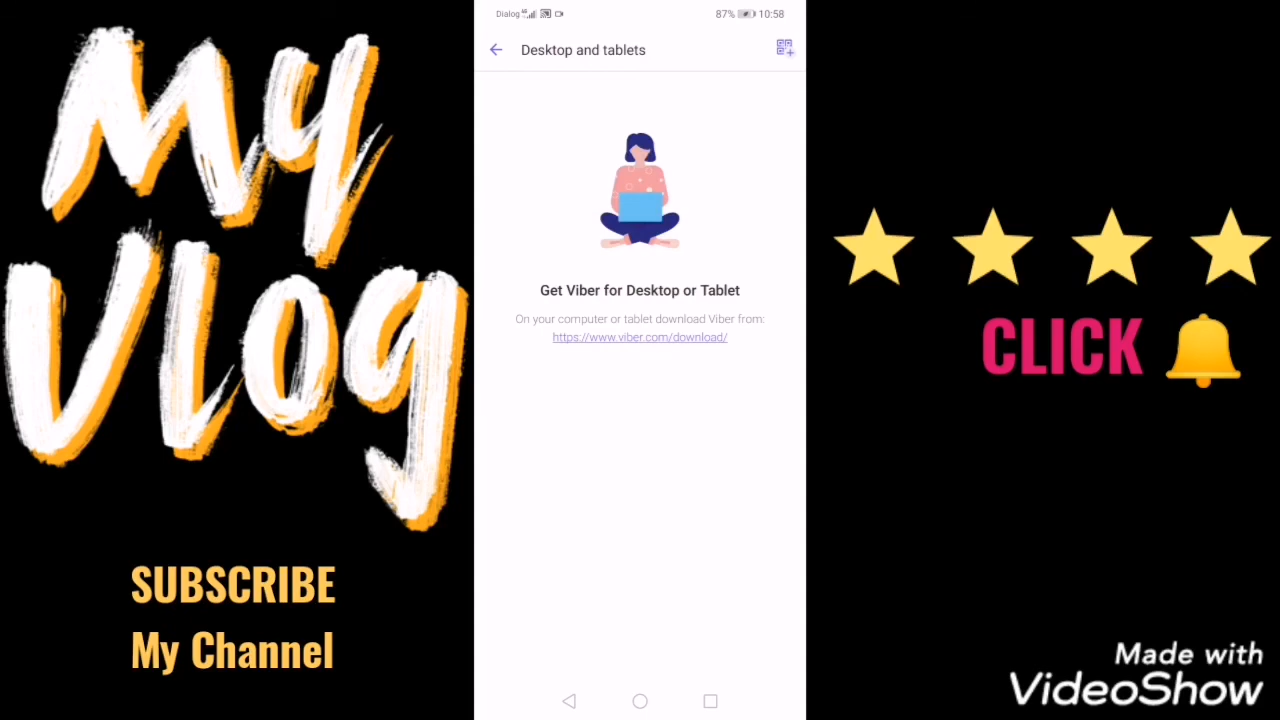 My
Vlog
SUBSCRIBE
My Channel
Dialog 87% 10:58
Desktop and tablets
Get Viber for Desktop or Tablet
On your computer or tablet download Viber from:
https://www.viber.com/download/
CLICK
Made with
VideoShow